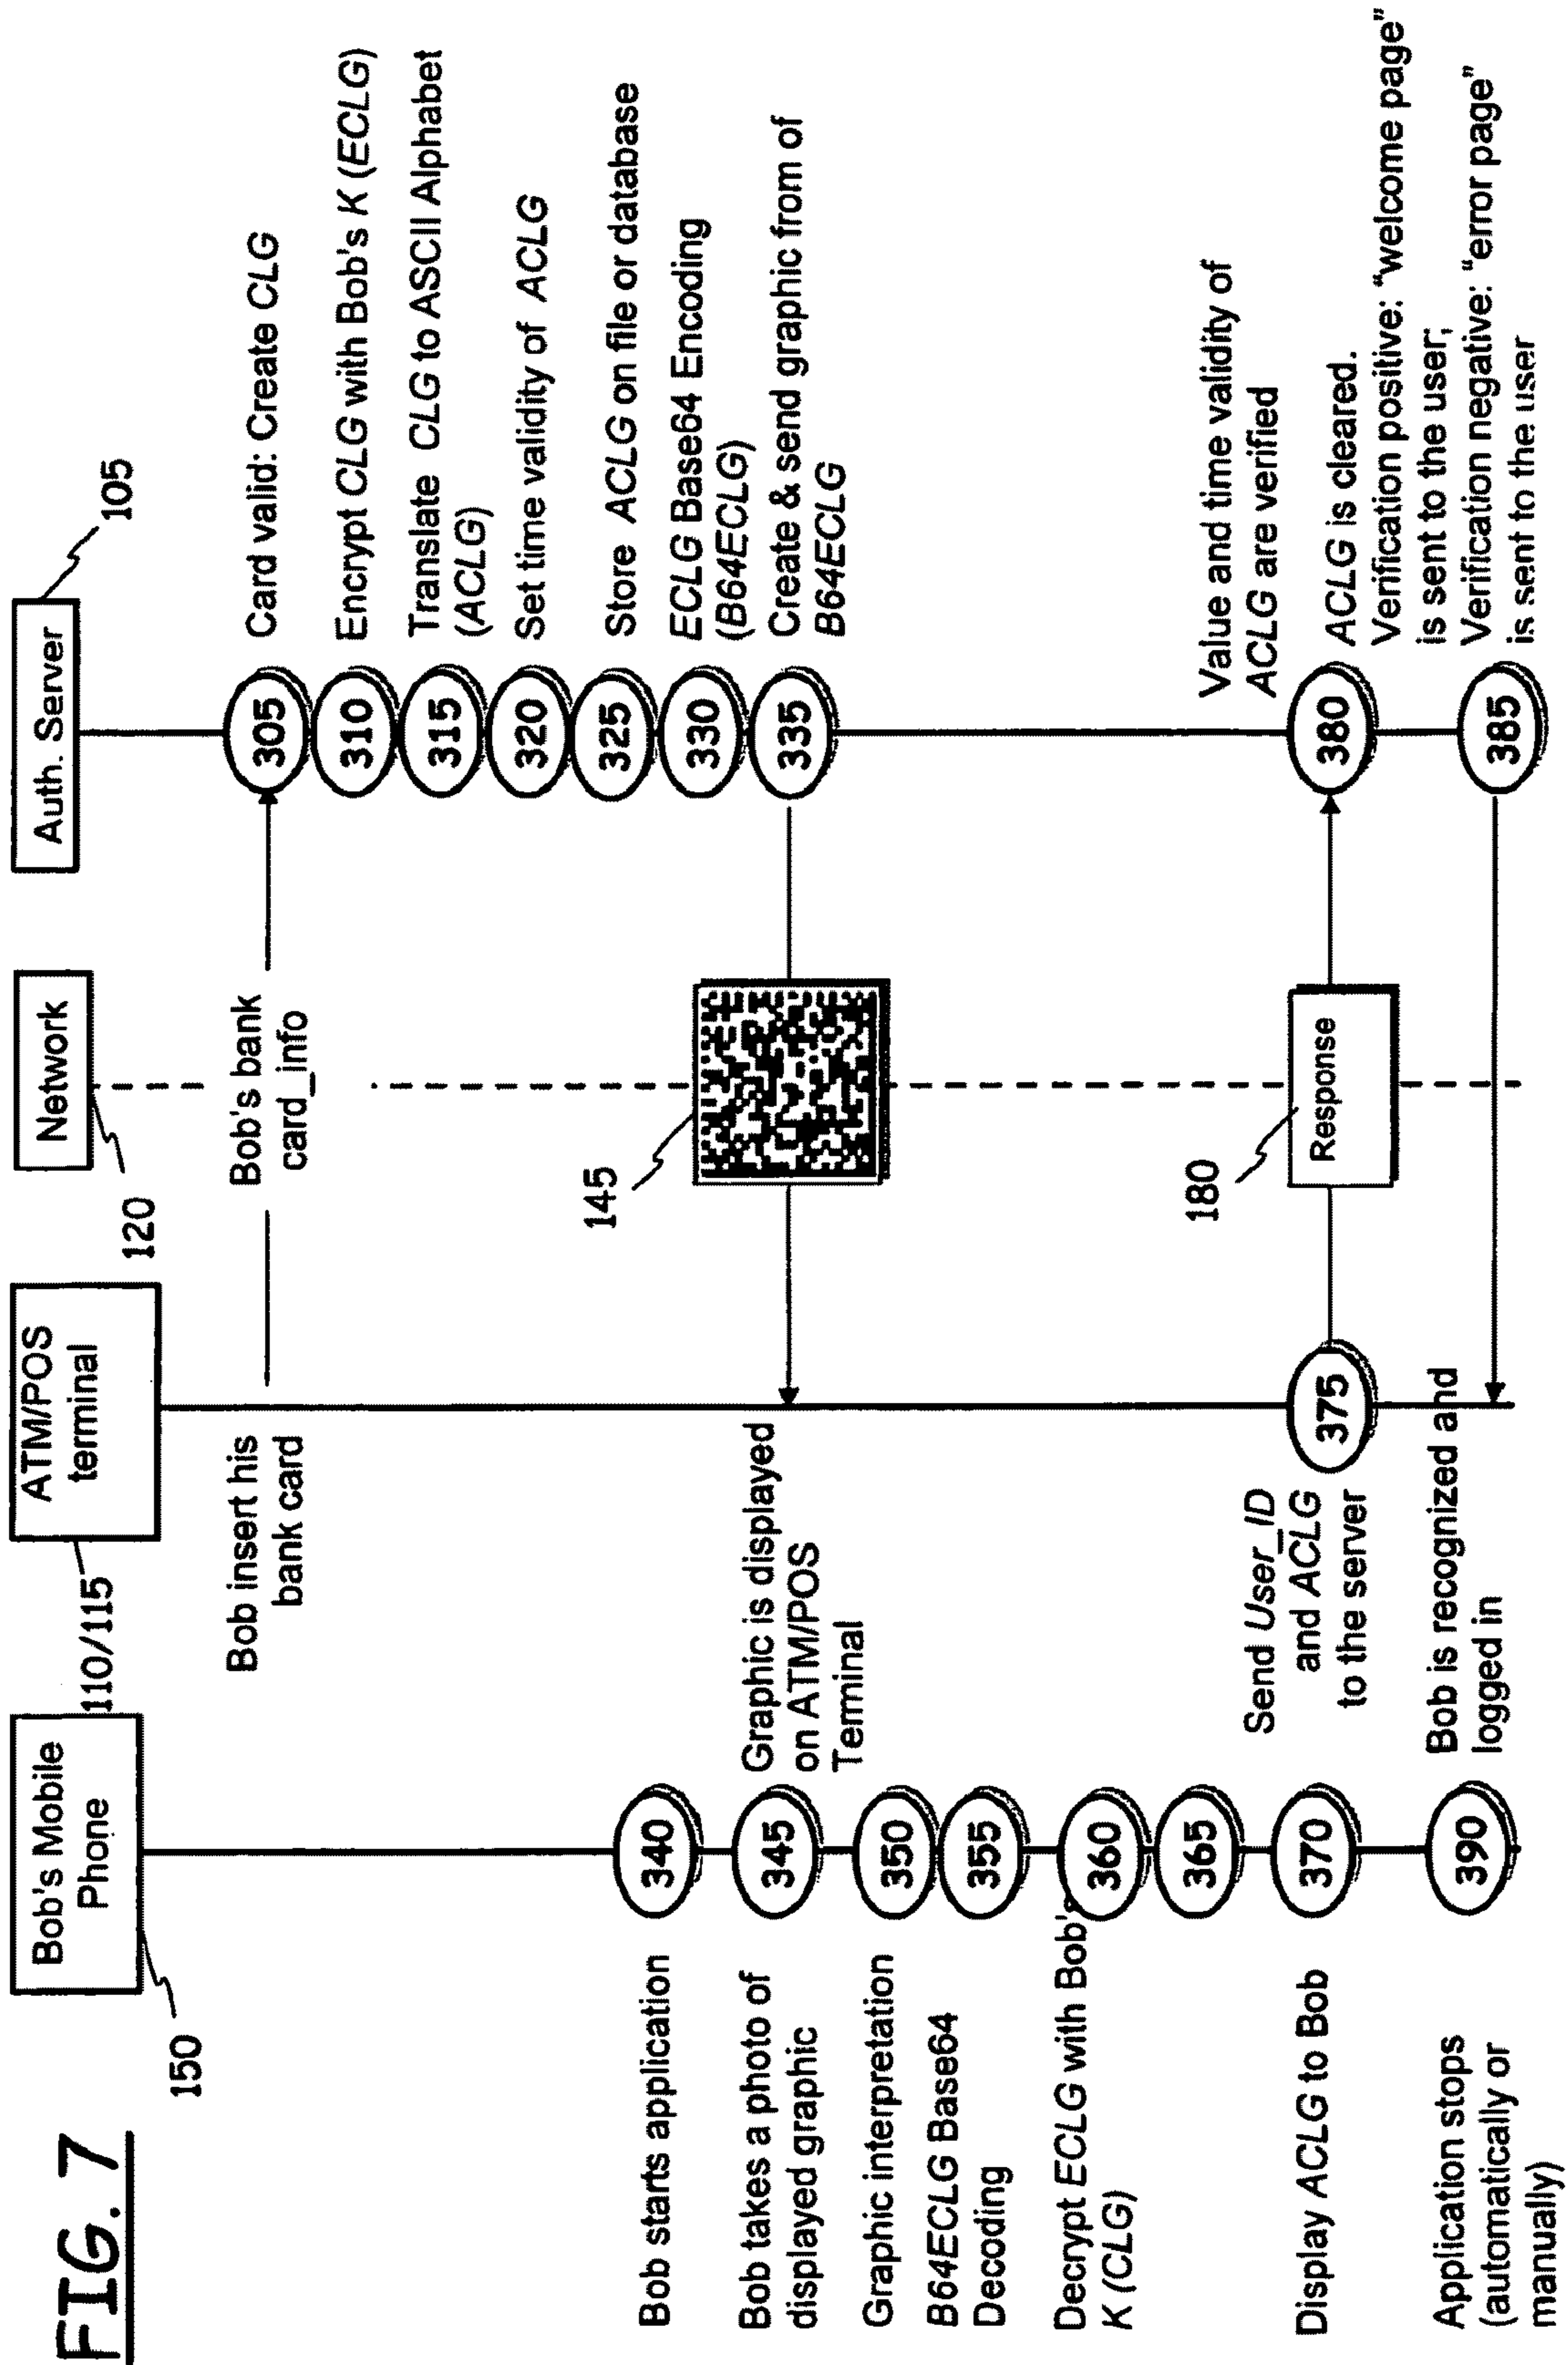 FIG. 7
Bob's Mobile
Phone
150
ATM/POS
terminal
110/115
Network
120
Auth. Server
105
Bob insert his
bank card
Bob's bank
card_info
305
Card valid: Create CLG
310
Encrypt CLG with Bob's K (ECLG)
315
Translate CLG to ASCII Alphabet
(ACLG)
320
Set time validity of ACLG
325
Store ACLG on file or database
330
ECLG Base64 Encoding
(B64ECLG)
335
Create & send graphic from of
B64ECLG
145
Graphic is displayed
on ATM/POS
Terminal
Bob starts application
340
Bob takes a photo of
displayed graphic
345
Graphic interpretation
350
B64ECLG Base64
Decoding
355
Decrypt ECLG with Bob's
K (CLG)
360
365
Display ACLG to Bob
370
Send User_ID
and ACLG
to the server
375
180
Response
Value and time validity of
ACLG are verified
380
ACLG is cleared.
Verification positive: "welcome page"
is sent to the user;
Verification negative: "error page"
is sent to the user
385
Bob is recognized and
logged in
Application stops
(automatically or
manually)
390